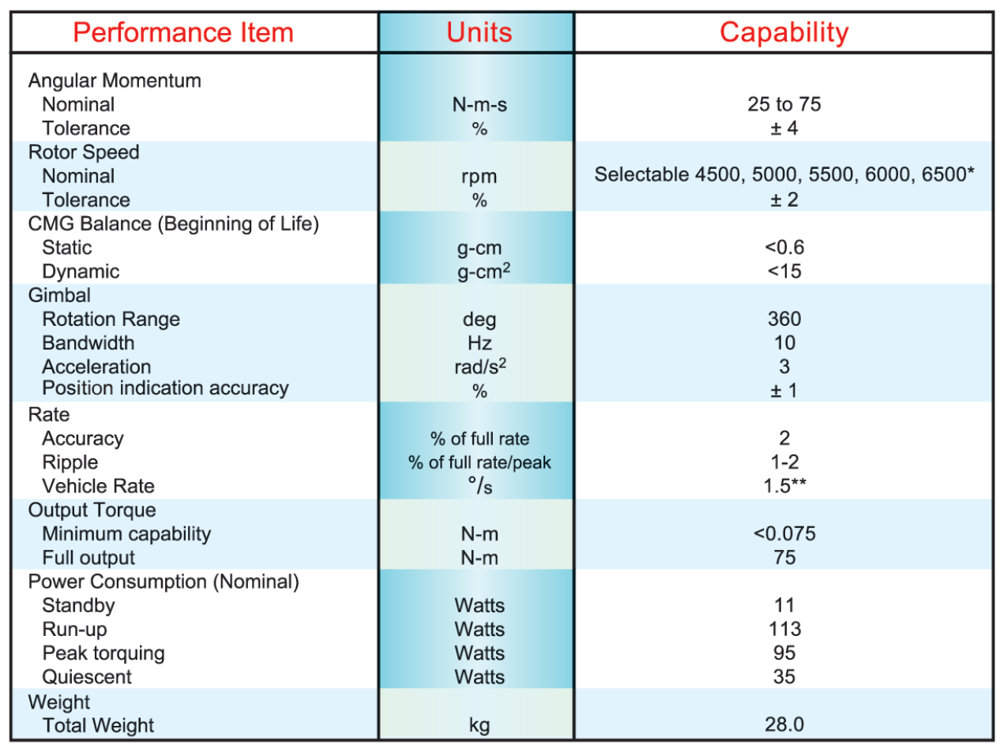 Performance Item Units Capability
Angular Momentum
Nominal N-m-s 25 to 75
Tolerance % ± 4
Rotor Speed
Nominal rpm Selectable 4500, 5000, 5500, 6000, 6500*
Tolerance % ± 2
CMG Balance (Beginning of Life)
Static g-cm <0.6
Dynamic g-cm² <15
Gimbal
Rotation Range deg 360
Bandwidth Hz 10
Acceleration rad/s² 3
Position indication accuracy % ± 1
Rate
Accuracy % of full rate 2
Ripple % of full rate/peak 1-2
Vehicle Rate °/s 1.5**
Output Torque
Minimum capability N-m <0.075
Full output N-m 75
Power Consumption (Nominal)
Standby Watts 11
Run-up Watts 113
Peak torquing Watts 95
Quiescent Watts 35
Weight
Total Weight kg 28.0